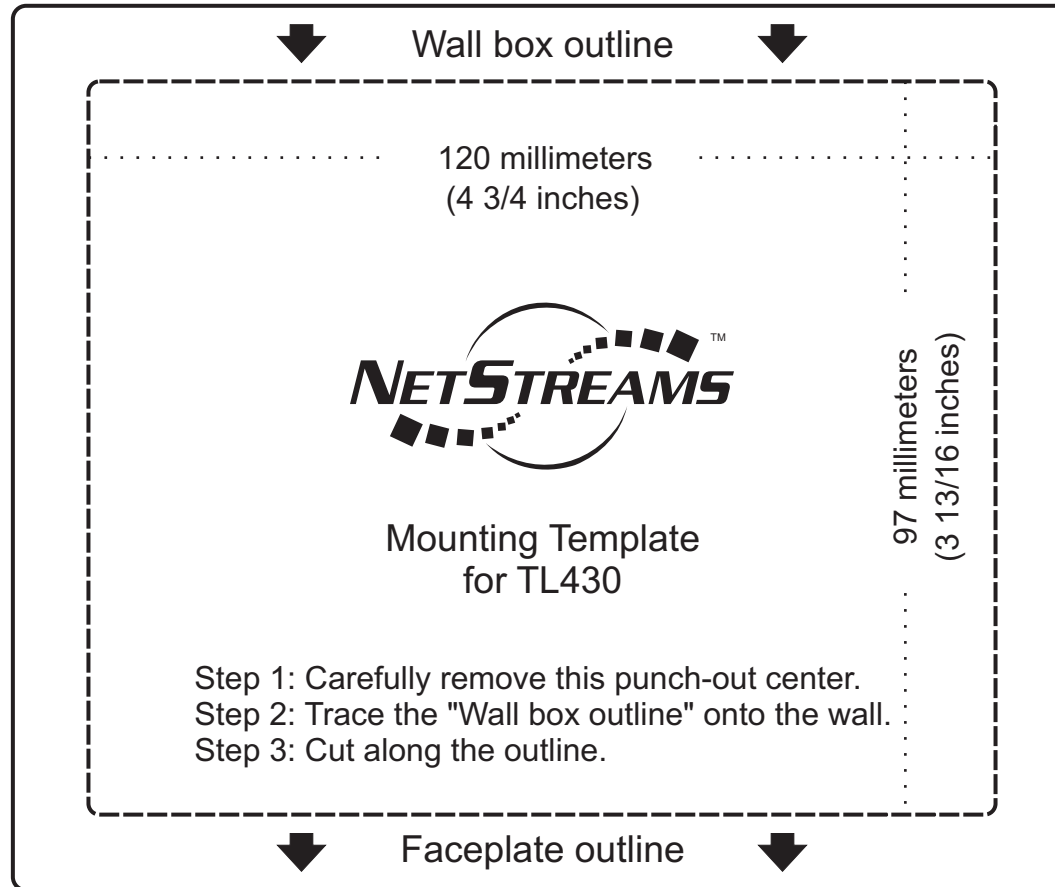 Wall box outline
120 millimeters
(4 3/4 inches)
97 millimeters
(3 13/16 inches)
NETSTREAMS™
Mounting Template
for TL430
Step 1: Carefully remove this punch-out center.
Step 2: Trace the "Wall box outline" onto the wall.
Step 3: Cut along the outline.
Faceplate outline